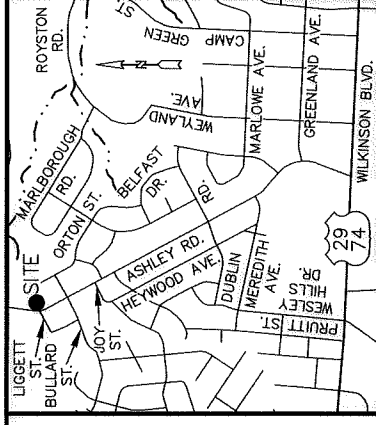 ROYSTON
RD.
CAMP GREEN
ST.
MARLBOROUGH
RD.
WEYLAND
AVE.
MARLOWE AVE.
GREENLAND AVE.
WILKINSON BLVD.
ORTON ST.
BELFAST
DR.
SITE
LIGGETT
ST.
BULLARD
ST.
JOY
ST.
ASHLEY RD.
HEYWOOD AVE.
DUBLIN
RD.
MEREDITH
AVE.
WESLEY
HILLS
DR.
PRUITT ST.
29
74